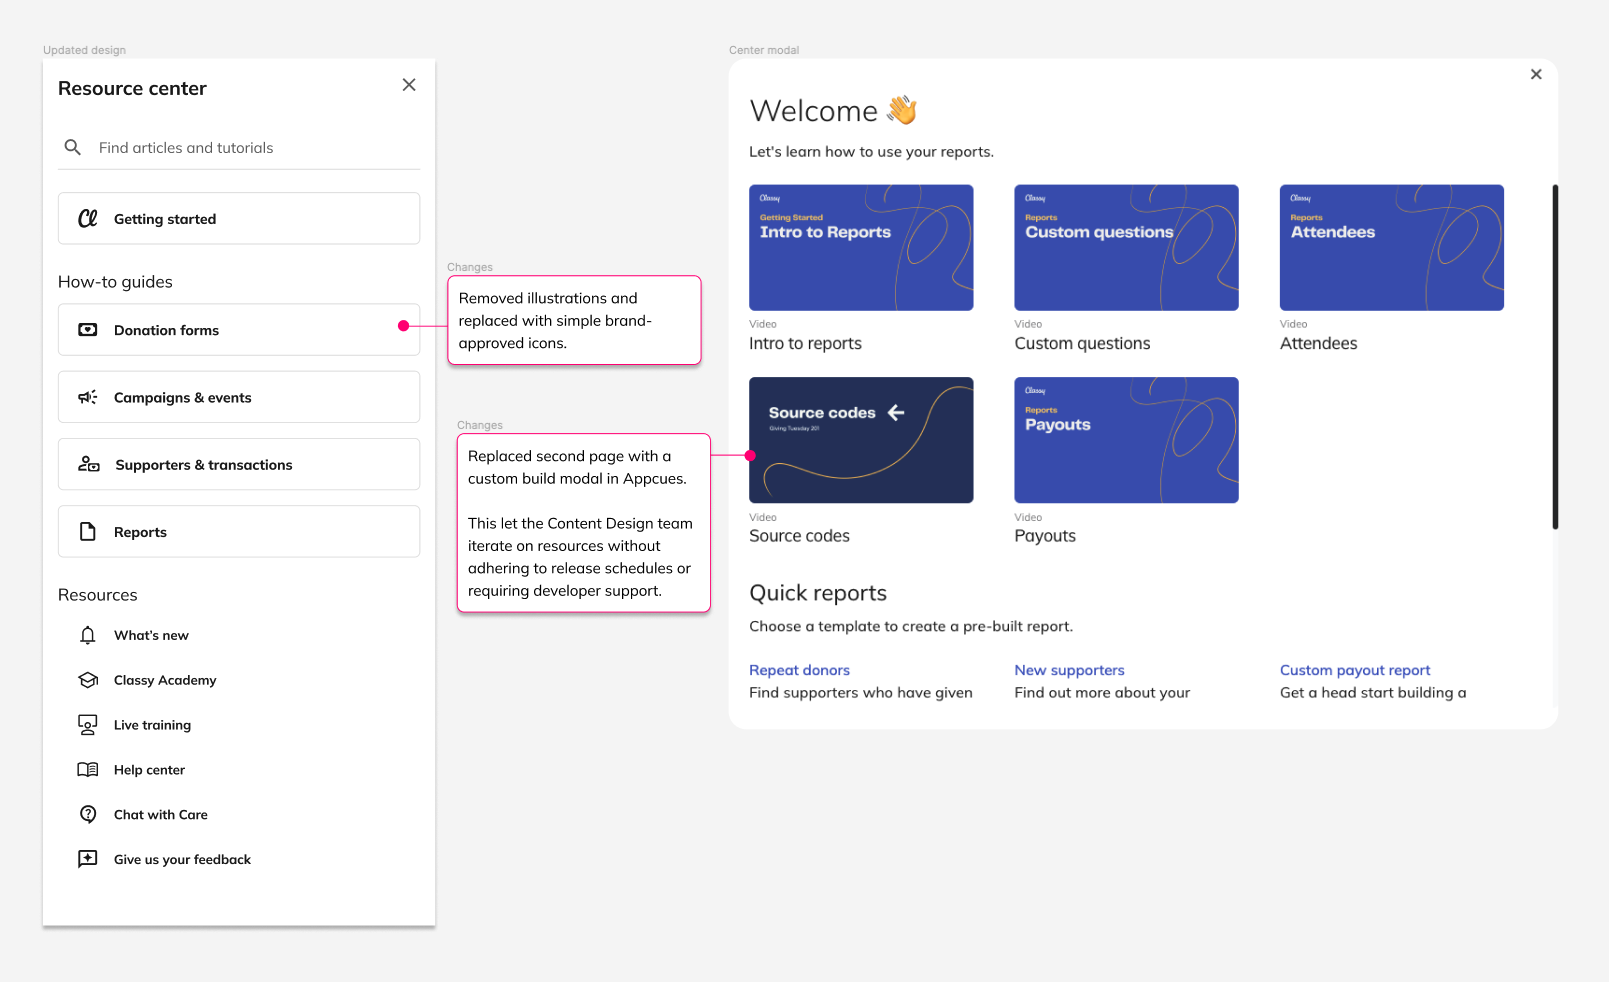 Updated design
Resource center
Find articles and tutorials
Cl Getting started
How-to guides
Donation forms
Campaigns & events
Supporters & transactions
Reports
Resources
What's new
Classy Academy
Live training
Help center
Chat with Care
Give us your feedback
Changes
Removed illustrations and
replaced with simple brand-
approved icons.
Changes
Replaced second page with a
custom build modal in Appcues.
This let the Content Design team
iterate on resources without
adhering to release schedules or
requiring developer support.
Center modal
Welcome 👋
Let's learn how to use your reports.
Classy
Getting Started
Intro to Reports
Video
Intro to reports
Classy
Reports
Custom questions
Video
Custom questions
Classy
Reports
Attendees
Video
Attendees
Source codes
Giving Tuesday 201
Video
Source codes
Classy
Reports
Payouts
Video
Payouts
Quick reports
Choose a template to create a pre-built report.
Repeat donors
Find supporters who have given
New supporters
Find out more about your
Custom payout report
Get a head start building a